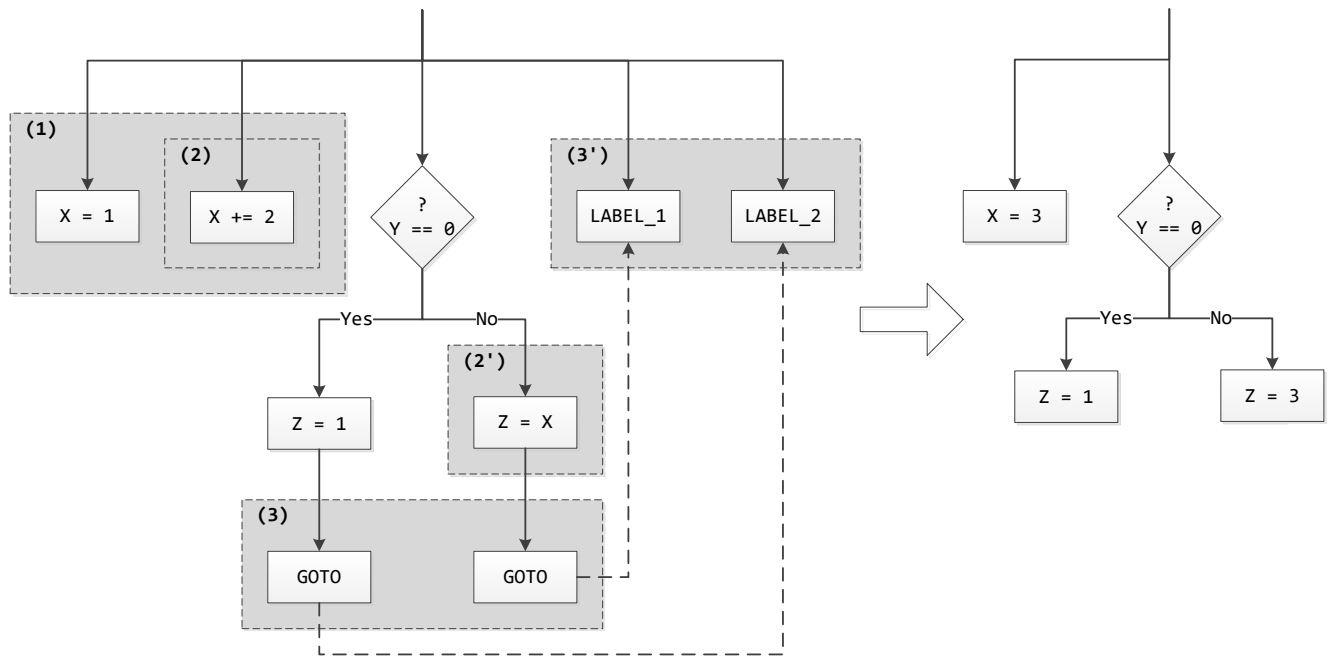 (1)
(2)
(3')
X = 1
X += 2
?
Y == 0
LABEL_1
LABEL_2
Yes
No
(2')
Z = 1
Z = X
(3)
GOTO
GOTO
X = 3
?
Y == 0
Yes
No
Z = 1
Z = 3